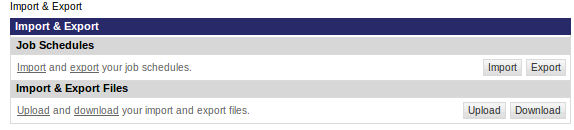 Import & Export
Import & Export
Job Schedules
Import and export your job schedules. Import Export
Import & Export Files
Upload and download your import and export files. Upload Download